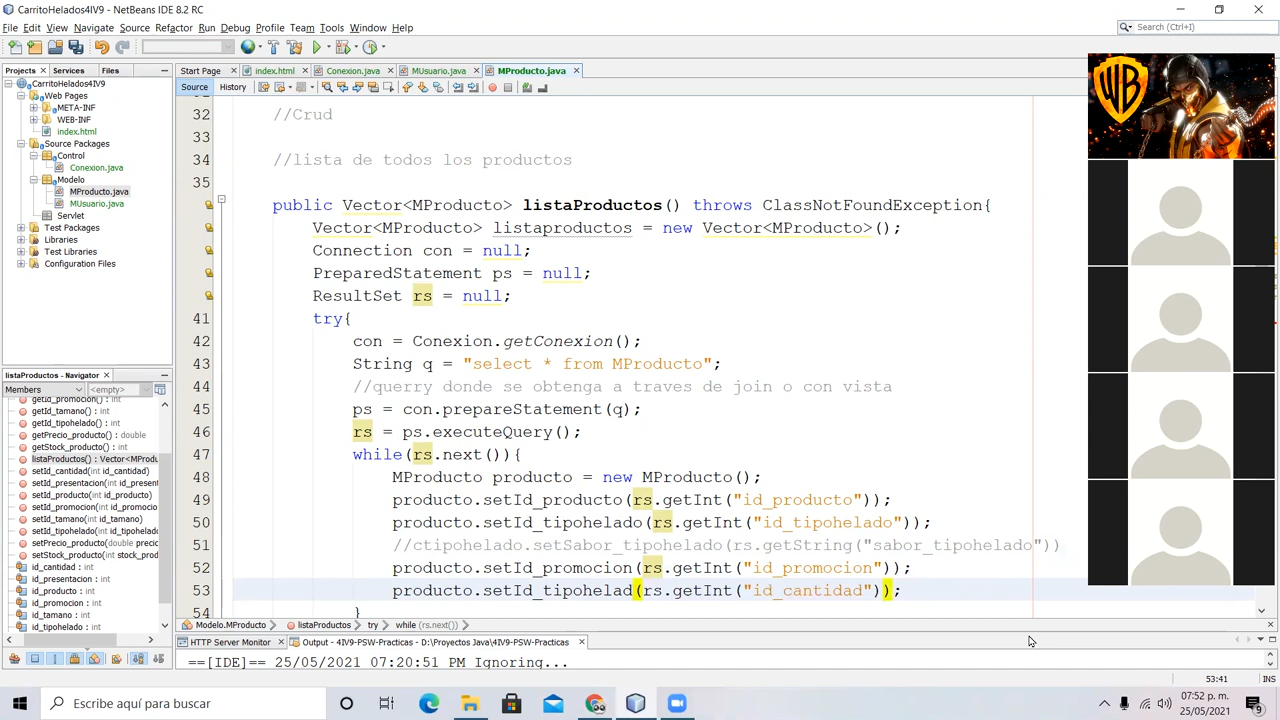 CarritoHelados4IV9 - NetBeans IDE 8.2 RC
File Edit View Navigate Source Refactor Run Debug Profile Team Tools Window Help
Search (Ctrl+I)
Projects Services Files
Start Page index.html Conexion.java MUsuario.java MProducto.java
Source History
CarritoHelados4IV9
Web Pages
META-INF
WEB-INF
index.html
Source Packages
Control
Conexion.java
Modelo
MProducto.java
MUsuario.java
Servlet
Test Packages
Libraries
Test Libraries
Configuration Files
32 //Crud
33
34 //lista de todos los productos
35
public Vector<MProducto> listaProductos() throws ClassNotFoundException{
Vector<MProducto> listaproductos = new Vector<MProducto>();
Connection con = null;
PreparedStatement ps = null;
ResultSet rs = null;
41 try{
42 con = Conexion.getConexion();
43 String q = "select * from MProducto";
44 //querry donde se obtenga a traves de join o con vista
45 ps = con.prepareStatement(q);
46 rs = ps.executeQuery();
47 while(rs.next()){
48 MProducto producto = new MProducto();
49 producto.setId_producto(rs.getInt("id_producto"));
50 producto.setId_tipohelado(rs.getInt("id_tipohelado"));
51 //ctipohelado.setSabor_tipohelado(rs.getString("sabor_tipohelado"))
52 producto.setId_promocion(rs.getInt("id_promocion"));
53 producto.setId_tipohelad(rs.getInt("id_cantidad"));
54 }
listaProductos - Navigator
Members <empty>
getId_promocion() : int
getId_tamano() : int
getId_tipohelado() : int
getPrecio_producto() : double
getStock_producto() : int
listaProductos() : Vector<MProdu
setId_cantidad(int id_cantidad)
setId_presentacion(int id_presenta
setId_producto(int id_producto)
setId_promocion(int id_promocio
setId_tamano(int id_tamano)
setId_tipohelado(int id_tipohelado
setPrecio_producto(double precio
setStock_producto(int stock_prod
id_cantidad : int
id_presentacion : int
id_producto : int
id_promocion : int
id_tamano : int
id_tipohelado : int
Modelo.MProducto listaProductos try while (rs.next())
HTTP Server Monitor Output - D:\Proyectos Java\4IV9-PSW-Practicas
==[IDE]== 25/05/2021 07:20:51 PM Ignoring...
53:41 INS
WB
Escribe aquí para buscar
07:52 p. m.
25/05/2021
9